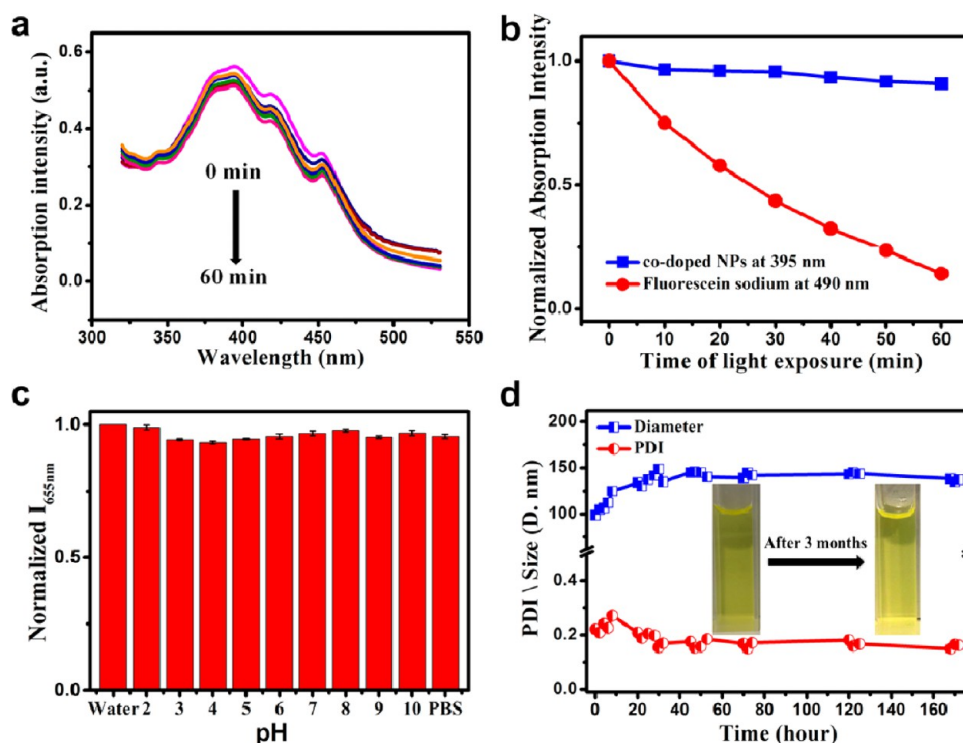 a
Absorption intensity (a.u.)
0.6
0.4
0.2
0.0
0 min
60 min
300 350 400 450 500 550
Wavelength (nm)
b
Normalized Absorption Intensity
1.0
0.5
0.0
co-doped NPs at 395 nm
Fluorescein sodium at 490 nm
0 10 20 30 40 50 60
Time of light exposure (min)
c
Normalized I655nm
1.0
0.5
0.0
Water 2 3 4 5 6 7 8 9 10 PBS
pH
d
PDI \ Size (D. nm)
200
150
100
0.4
0.2
0.0
Diameter
PDI
After 3 months
0 20 40 60 80 100 120 140 160
Time (hour)